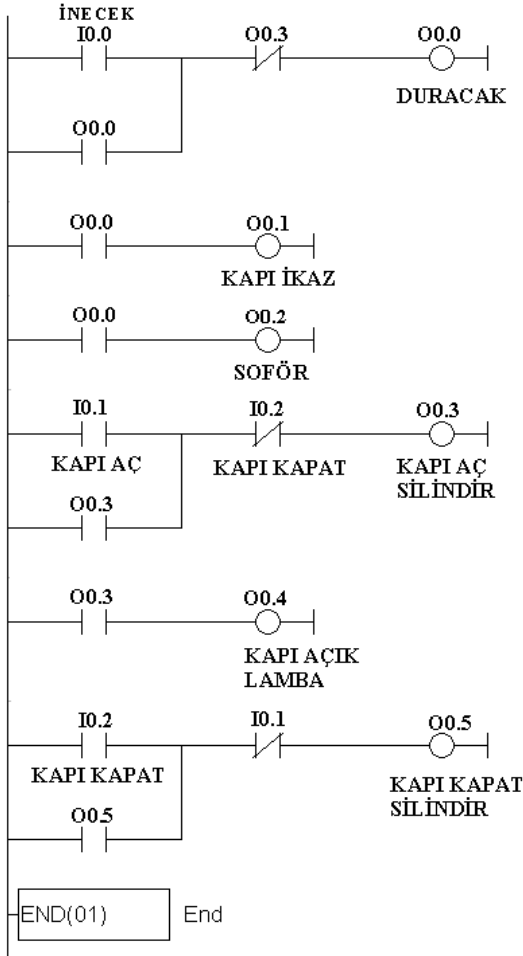 İNECEK
I0.0 O0.3 O0.0
DURACAK
O0.0
O0.0 O0.1
KAPI İKAZ
O0.0 O0.2
SOFÖR
I0.1 I0.2 O0.3
KAPI AÇ KAPI KAPAT KAPI AÇ
SİLİNDİR
O0.3
O0.3 O0.4
KAPI AÇIK
LAMBA
I0.2 I0.1 O0.5
KAPI KAPAT KAPI KAPAT
SİLİNDİR
O0.5
END(01) End